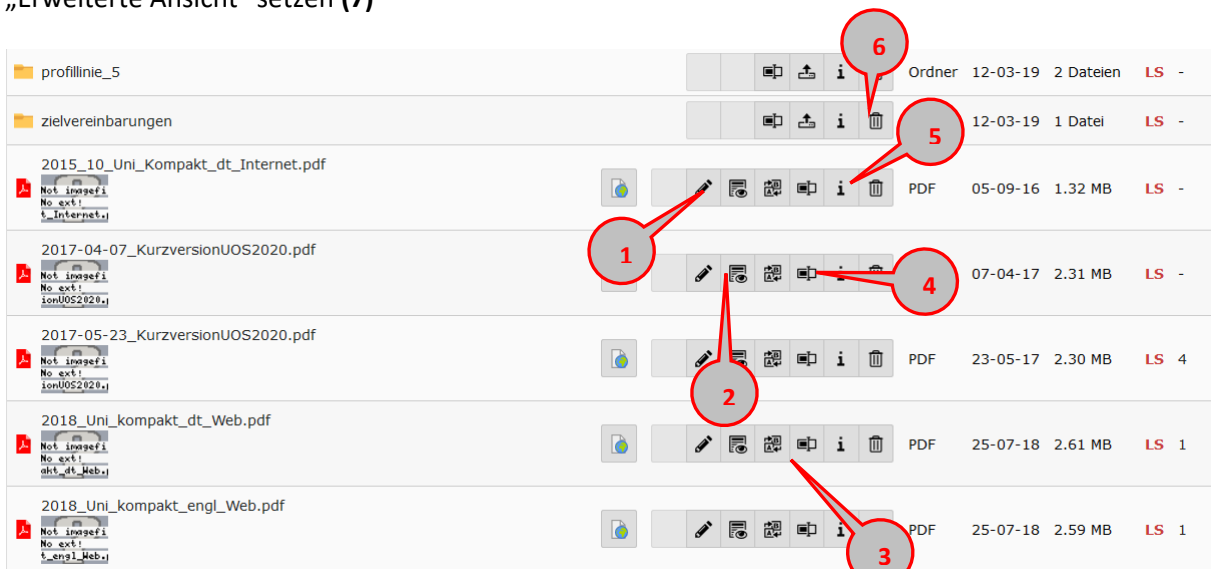 „Erweiterte Ansicht“ setzen (7)
6
profillinie_5 Ordner 12-03-19 2 Dateien LS -
zielvereinbarungen 12-03-19 1 Datei LS -
5
2015_10_Uni_Kompakt_dt_Internet.pdf
Not imagefi
No ext!
t_Internet.p
PDF 05-09-16 1.32 MB LS -
1
2017-04-07_KurzversionUOS2020.pdf
Not imagefi
No ext!
ionUOS2020.p
07-04-17 2.31 MB LS -
4
2017-05-23_KurzversionUOS2020.pdf
Not imagefi
No ext!
ionUOS2020.p
PDF 23-05-17 2.30 MB LS 4
2
2018_Uni_kompakt_dt_Web.pdf
Not imagefi
No ext!
akt_dt_Web.p
PDF 25-07-18 2.61 MB LS 1
2018_Uni_kompakt_engl_Web.pdf
Not imagefi
No ext!
t_engl_Web.p
PDF 25-07-18 2.59 MB LS 1
3